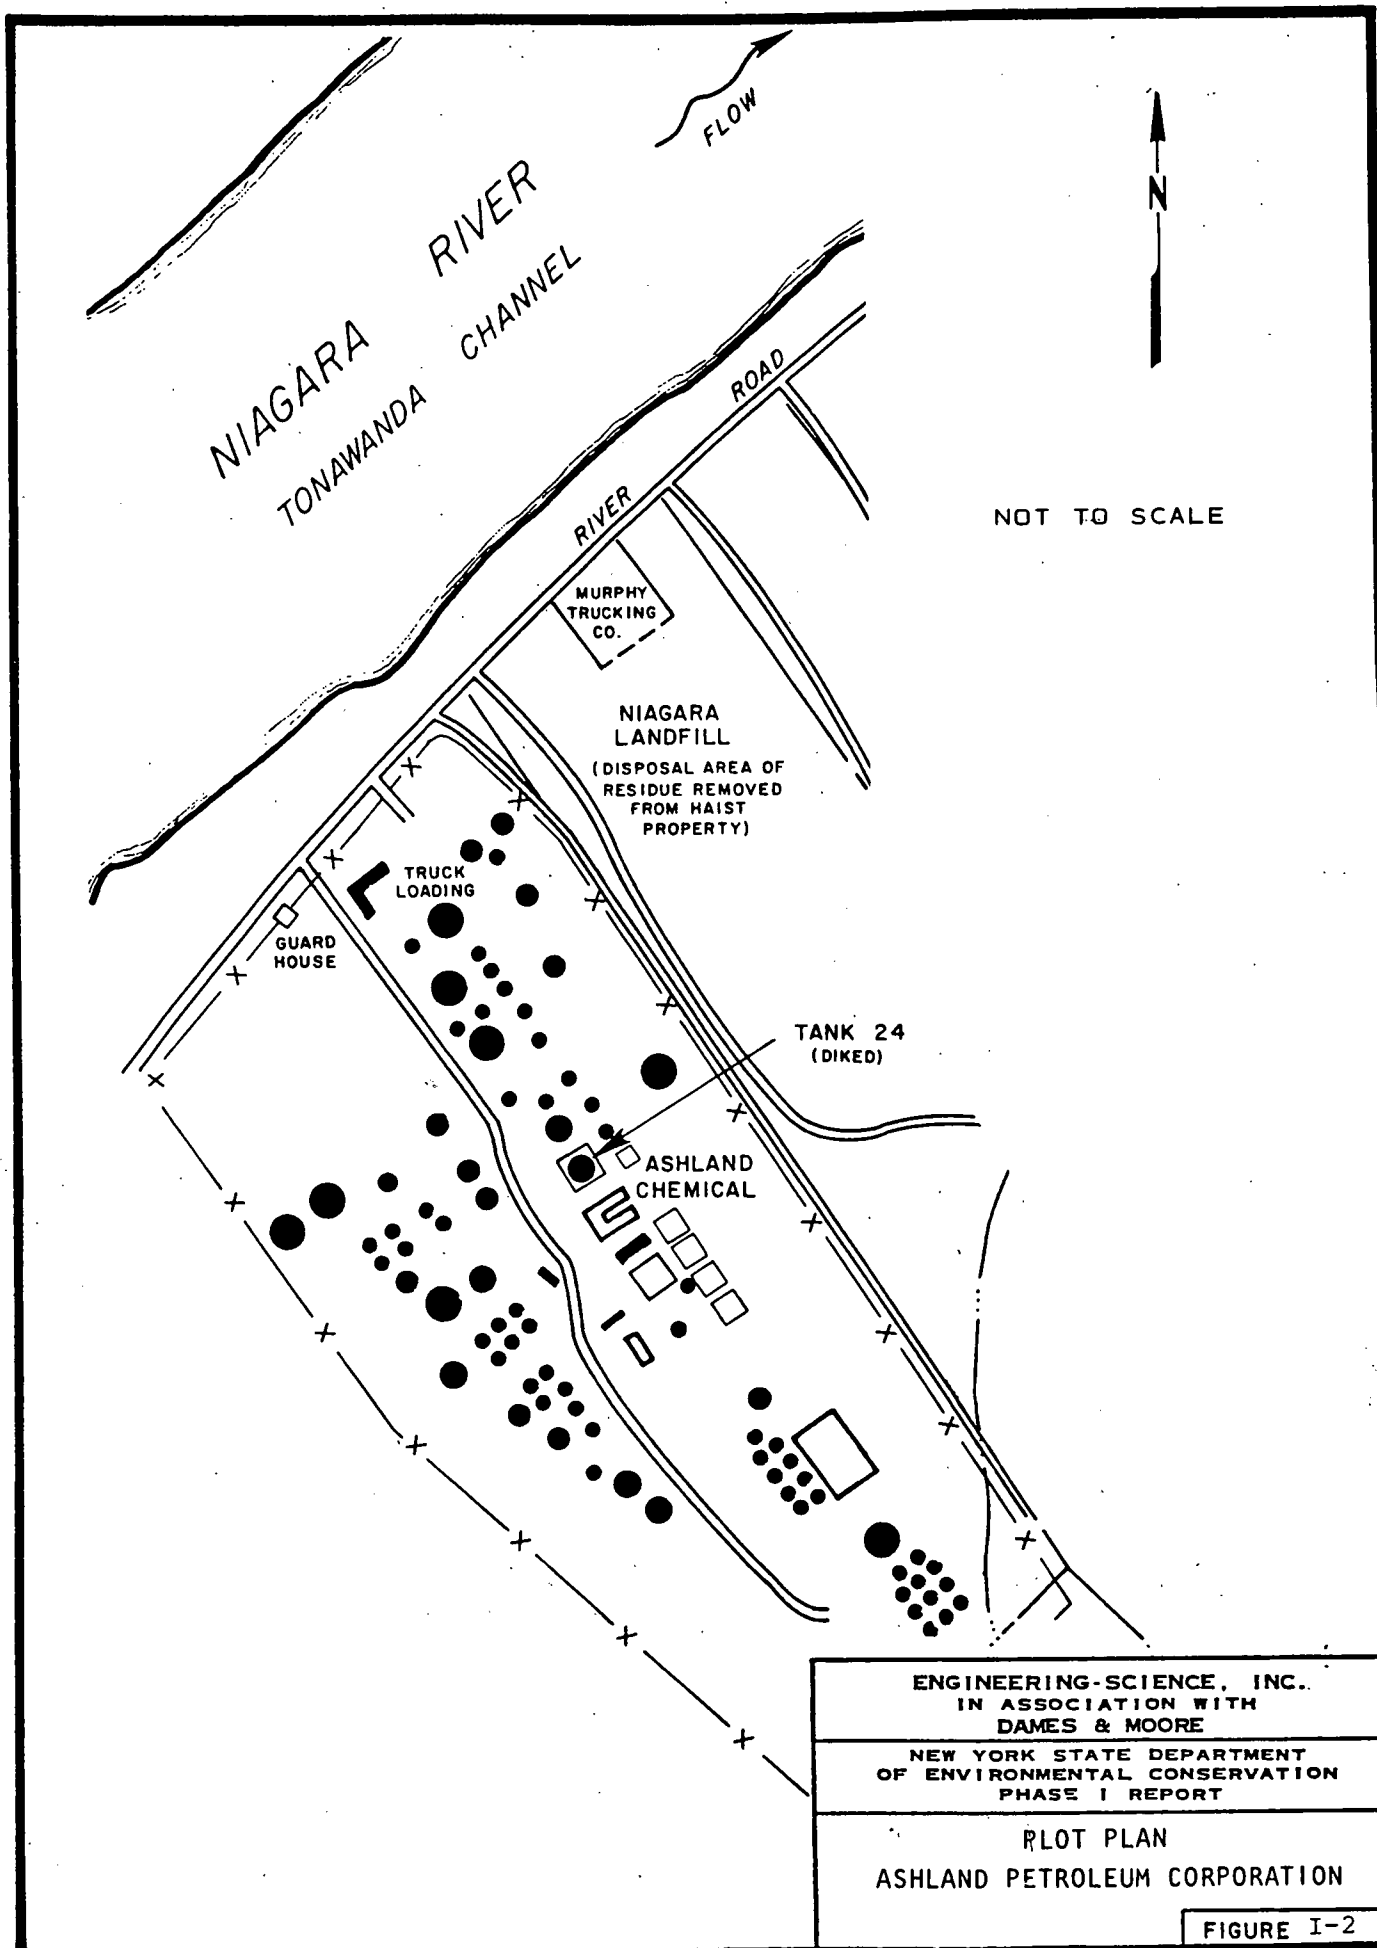 FLOW
N
NIAGARA RIVER
TONAWANDA CHANNEL
RIVER ROAD
NOT TO SCALE
MURPHY
TRUCKING
CO.
NIAGARA
LANDFILL
(DISPOSAL AREA OF
RESIDUE REMOVED
FROM HAIST
PROPERTY)
TRUCK
LOADING
GUARD
HOUSE
TANK 24
(DIKED)
ASHLAND
CHEMICAL
ENGINEERING-SCIENCE, INC.
IN ASSOCIATION WITH
DAMES & MOORE
NEW YORK STATE DEPARTMENT
OF ENVIRONMENTAL CONSERVATION
PHASE I REPORT
PLOT PLAN
ASHLAND PETROLEUM CORPORATION
FIGURE I-2